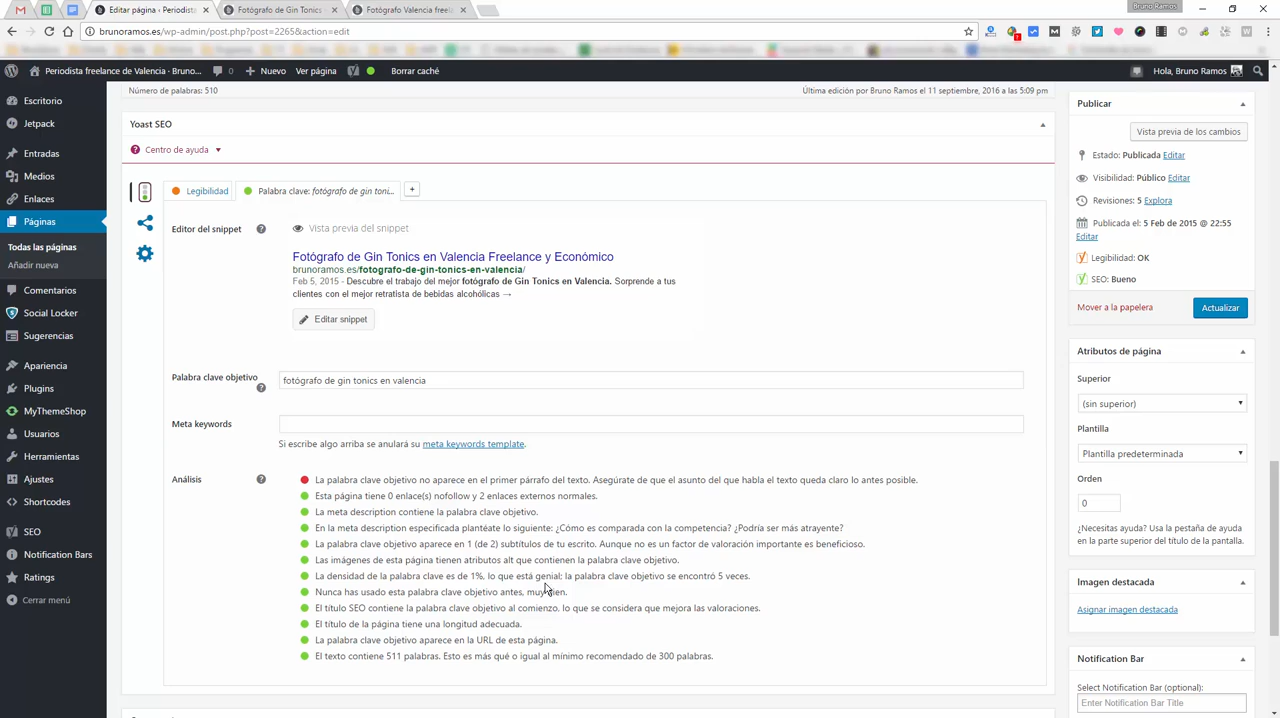 Bruno Ramos
Editar página ‹ Periodista
Fotógrafo de Gin Tonics -
Fotógrafo Valencia freel
brunoramos.es/wp-admin/post.php?post=2265&action=edit
Periodista freelance de Valencia - Bruno...
0
Nuevo
Ver página
Borrar caché
Hola, Bruno Ramos
Escritorio
Jetpack
Entradas
Medios
Enlaces
Páginas
Todas las páginas
Añadir nueva
Comentarios
Social Locker
Sugerencias
Apariencia
Plugins
MyThemeShop
Usuarios
Herramientas
Ajustes
Shortcodes
SEO
Notification Bars
Ratings
Cerrar menú
Número de palabras: 510
Última edición por Bruno Ramos el 11 septiembre, 2016 a las 5:09 pm
Yoast SEO
Centro de ayuda
Legibilidad
Palabra clave: fotógrafo de gin toni...
+
Editor del snippet
Vista previa del snippet
Fotógrafo de Gin Tonics en Valencia Freelance y Económico
brunoramos.es/fotografo-de-gin-tonics-en-valencia/
Feb 5, 2015 - Descubre el trabajo del mejor fotógrafo de Gin Tonics en Valencia. Sorprende a tus
clientes con el mejor retratista de bebidas alcohólicas →
Editar snippet
Palabra clave objetivo
fotógrafo de gin tonics en valencia
Meta keywords
Si escribe algo arriba se anulará su meta keywords template.
Análisis
La palabra clave objetivo no aparece en el primer párrafo del texto. Asegúrate de que el asunto del que habla el texto queda claro lo antes posible.
Esta página tiene 0 enlace(s) nofollow y 2 enlaces externos normales.
La meta description contiene la palabra clave objetivo.
En la meta description especificada plantéate lo siguiente: ¿Cómo es comparada con la competencia? ¿Podría ser más atrayente?
La palabra clave objetivo aparece en 1 (de 2) subtítulos de tu escrito. Aunque no es un factor de valoración importante es beneficioso.
Las imágenes de esta página tienen atributos alt que contienen la palabra clave objetivo.
La densidad de la palabra clave es de 1%, lo que está genial; la palabra clave objetivo se encontró 5 veces.
Nunca has usado esta palabra clave objetivo antes, muy bien.
El título SEO contiene la palabra clave objetivo al comienzo, lo que se considera que mejora las valoraciones.
El título de la página tiene una longitud adecuada.
La palabra clave objetivo aparece en la URL de esta página.
El texto contiene 511 palabras. Esto es más qué o igual al mínimo recomendado de 300 palabras.
Publicar
Vista previa de los cambios
Estado: Publicada Editar
Visibilidad: Público Editar
Revisiones: 5 Explora
Publicada el: 5 Feb de 2015 @ 22:55
Editar
Legibilidad: OK
SEO: Bueno
Mover a la papelera
Actualizar
Atributos de página
Superior
(sin superior)
Plantilla
Plantilla predeterminada
Orden
0
¿Necesitas ayuda? Usa la pestaña de ayuda
en la parte superior del título de la pantalla.
Imagen destacada
Asignar imagen destacada
Notification Bar
Select Notification Bar (optional):
Enter Notification Bar Title